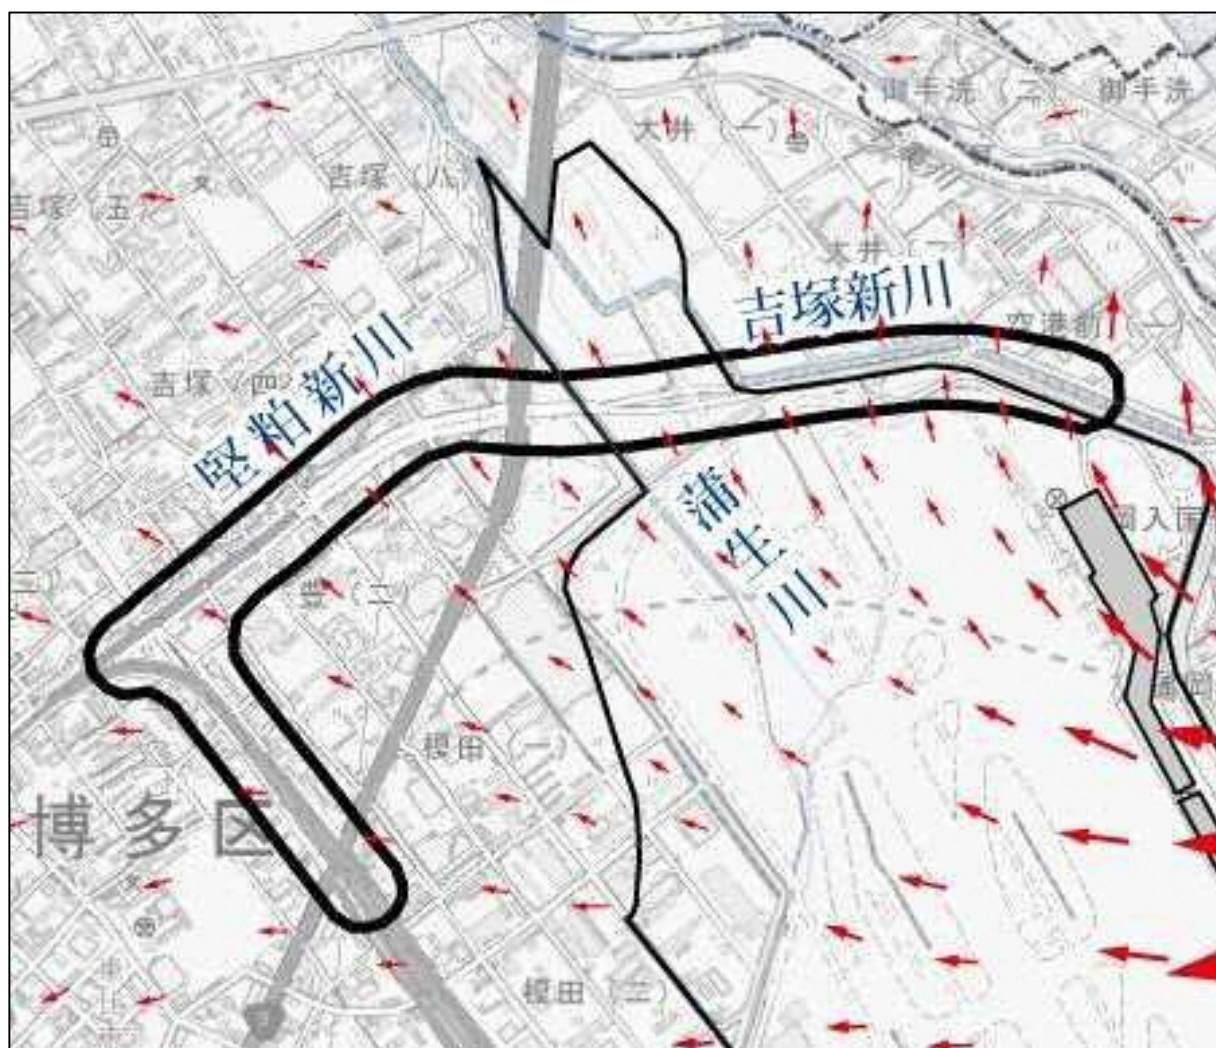 御手洗(二)
御手洗
大井(一)
吉塚(八)
吉塚(五)
大井(二)
吉塚新川
空港前(一)
堅粕新川
吉塚(四)
蒲生川
豊(二)
榎田(一)
博多区
榎田(二)